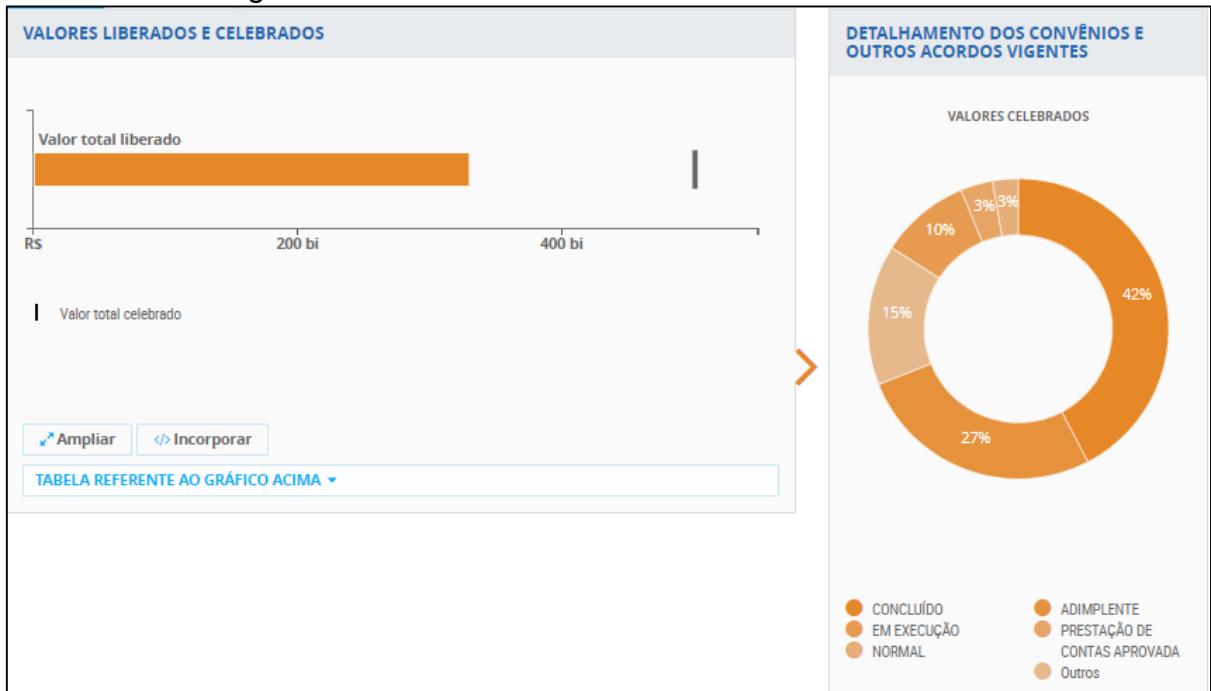 VALORES LIBERADOS E CELEBRADOS
Valor total liberado
R$
200 bi
400 bi
Valor total celebrado
Ampliar
</> Incorporar
TABELA REFERENTE AO GRÁFICO ACIMA
DETALHAMENTO DOS CONVÊNIOS E
OUTROS ACORDOS VIGENTES
VALORES CELEBRADOS
3%
3%
10%
42%
15%
27%
CONCLUÍDO
EM EXECUÇÃO
NORMAL
ADIMPLENTE
PRESTAÇÃO DE
CONTAS APROVADA
Outros